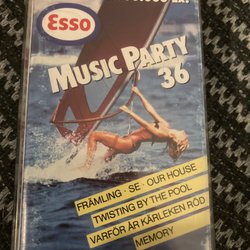 Esso
MUSIC PARTY
36
FRÄMLING · SE · OUR HOUSE
TWISTING BY THE POOL
VARFÖR ÄR KÄRLEKEN RÖD
MEMORY